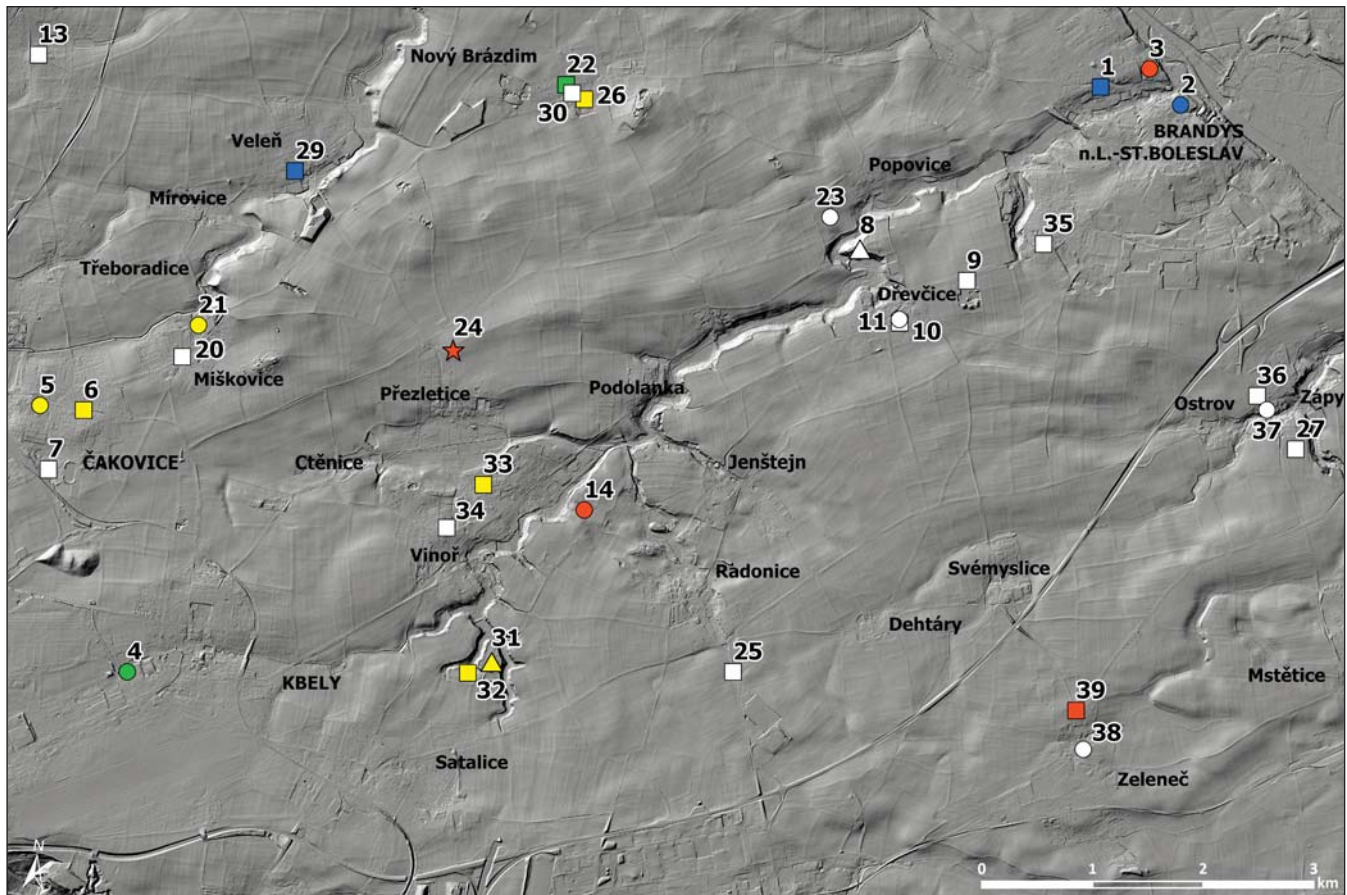 13
Nový Brázdim
22
30
26
1
3
2
BRANDÝS
n.L.-ST.BOLESLAV
Veleň
29
Popovice
Mírovice
23
8
35
9
Třeboradice
Dřevčice
21
20
Miškovice
24
11
10
Přezletice
Podolanka
5
6
36
Ostrov
Zápy
37
27
7
ČAKOVICE
Ctěnice
33
Jenštejn
34
14
Vinoř
Radonice
Svémyslice
Dehtáry
4
KBELY
31
32
25
Mstětice
39
38
Satalice
Zeleneč
N
0 1 2 3
km